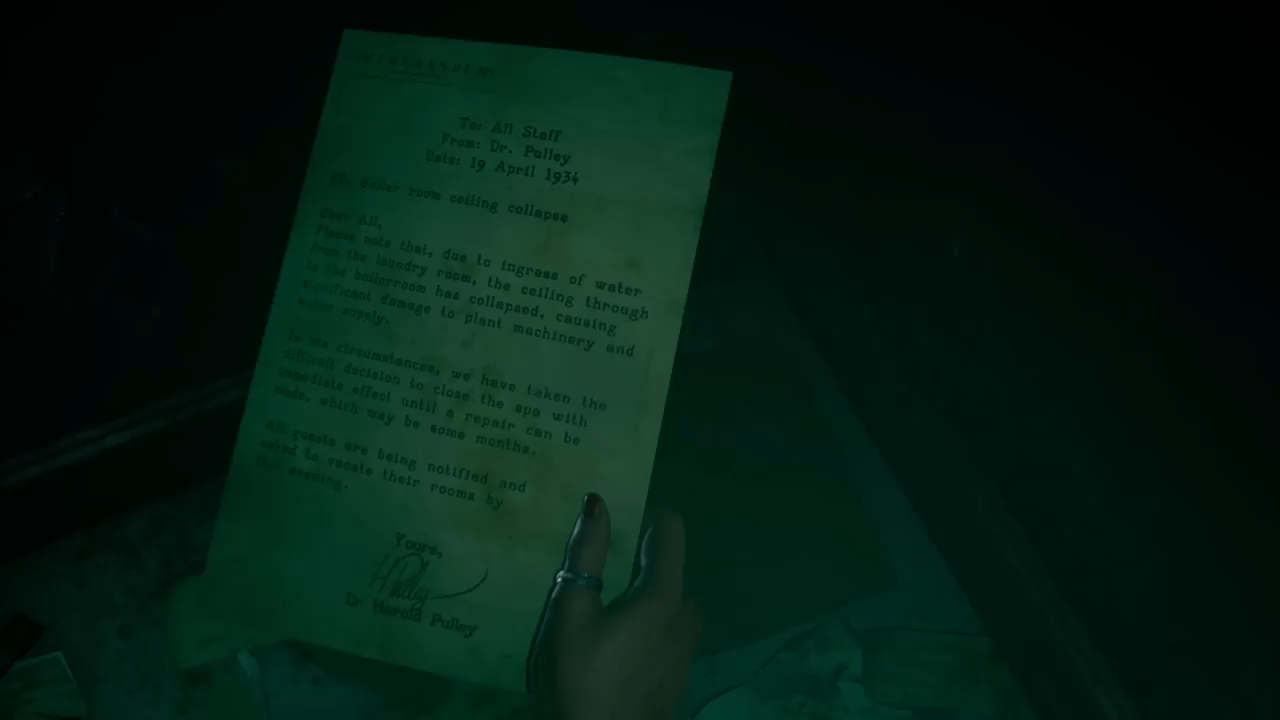 MEMORANDUM
To: All Staff
From: Dr. Pulley
Date: 19 April 1934
boiler room ceiling collapse
Dear All,
Please note that, due to ingress of water
from the laundry room, the ceiling through
to the boilerroom has collapsed, causing
significant damage to plant machinery and
water supply.
In the circumstances, we have taken the
difficult decision to close the spa with
immediate effect until a repair can be
made, which may be some months.
All guests are being notified and
asked to vacate their rooms by
this evening.
Yours,
H Pulley
Dr Harold Pulley